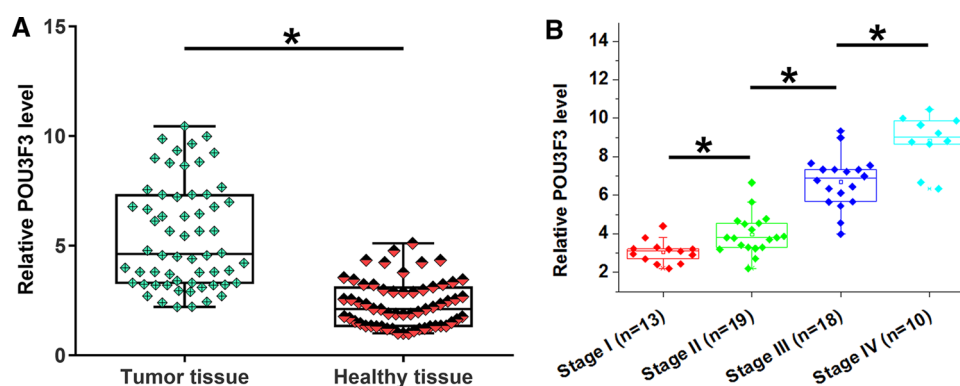 A
Relative POU3F3 level
15
10
5
0
*
Tumor tissue
Healthy tissue
B
Relative POU3F3 level
14
12
10
8
6
4
2
*
*
*
Stage I (n=13)
Stage II (n=19)
Stage III (n=18)
Stage IV (n=10)